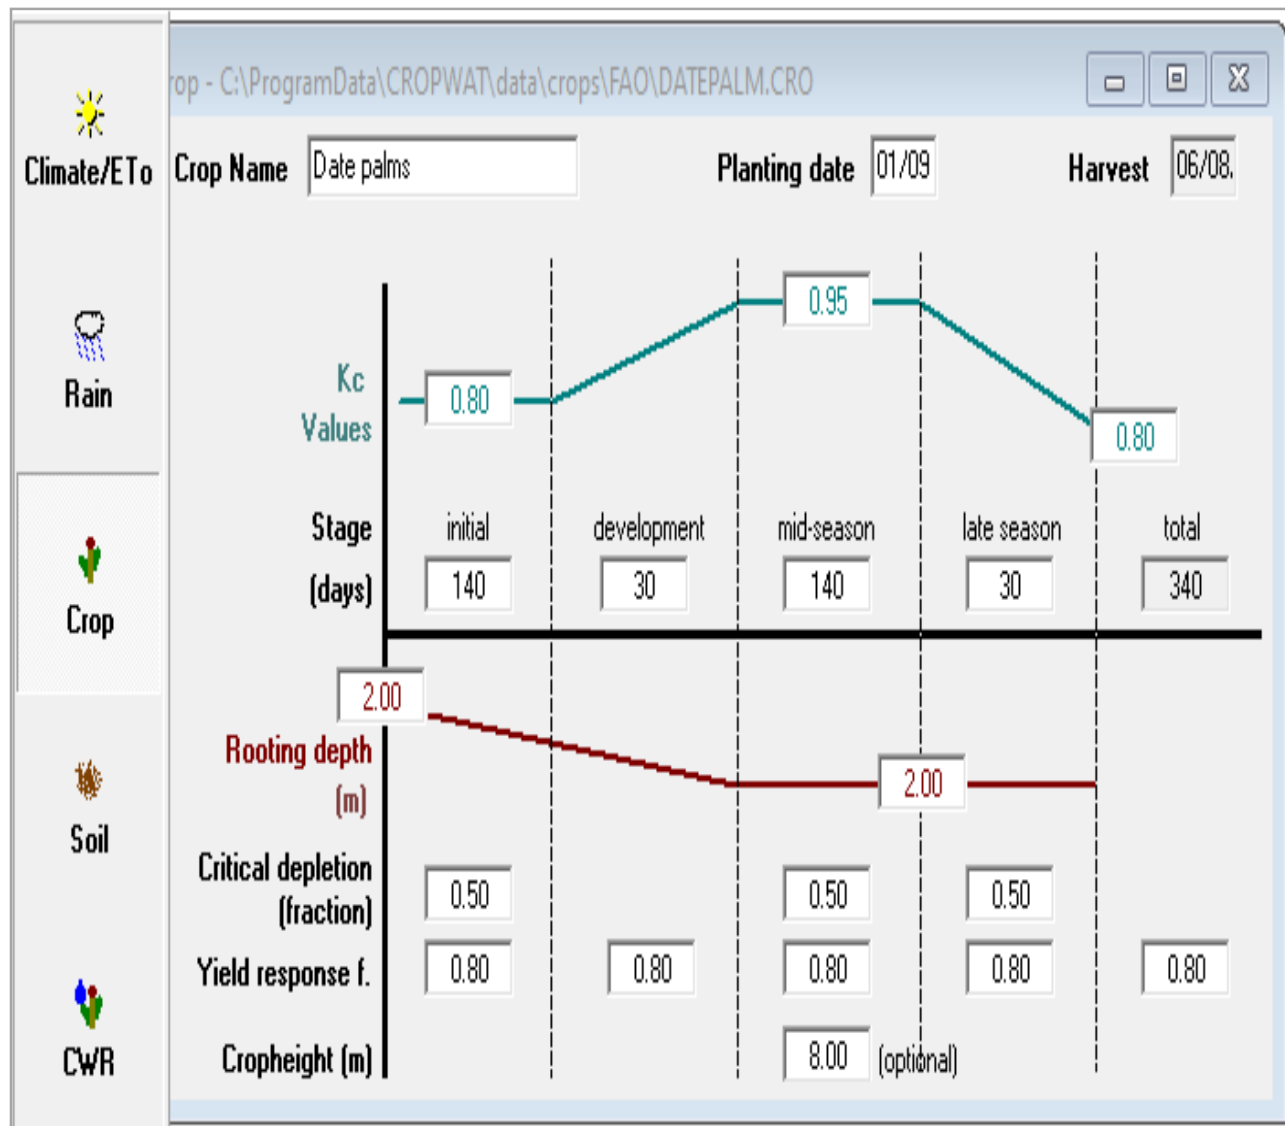 rop - C:\ProgramData\CROPWAT\data\crops\FAO\DATEPALM.CRO
Climate/ETo
Rain
Crop
Soil
CWR
Crop Name Date palms Planting date 01/09 Harvest 06/08.
Kc Values
0.80 0.95 0.80
Stage initial development mid-season late season total
(days) 140 30 140 30 340
2.00
Rooting depth
(m)
2.00
Critical depletion
(fraction) 0.50 0.50 0.50
Yield response f. 0.80 0.80 0.80 0.80 0.80
Cropheight (m) 8.00 (optional)